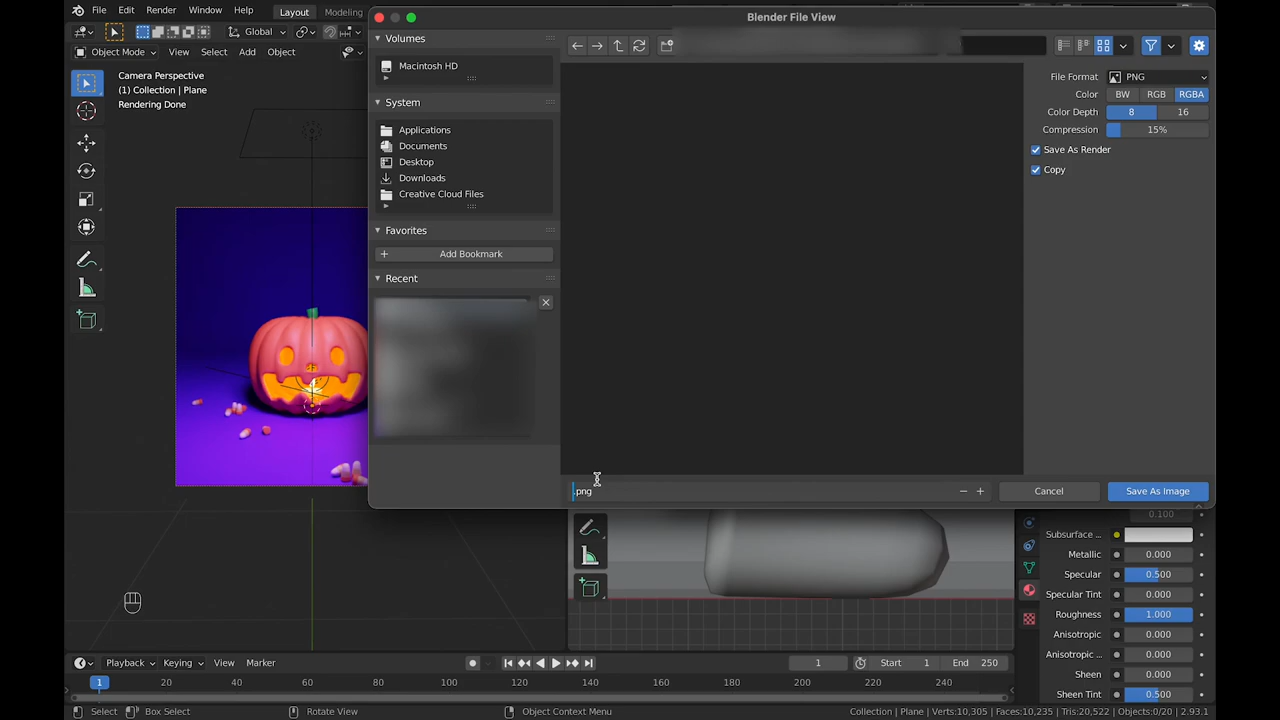 File
Edit
Render
Window
Help
Layout
Modeling
Blender File View
Global
Object Mode
View
Select
Add
Object
Camera Perspective
(1) Collection | Plane
Rendering Done
Volumes
Macintosh HD
System
Applications
Documents
Desktop
Downloads
Creative Cloud Files
Favorites
Add Bookmark
Recent
File Format
PNG
Color
BW
RGB
RGBA
Color Depth
8
16
Compression
15%
Save As Render
Copy
.png
Cancel
Save As Image
0.100
Subsurface ...
Metallic
0.000
Specular
0.500
Specular Tint
0.000
Roughness
1.000
Anisotropic
0.000
Anisotropic ...
0.000
Sheen
0.000
Sheen Tint
0.500
Playback
Keying
View
Marker
1
Start
1
End
250
1
20
40
60
80
100
120
140
160
180
200
220
240
Select
Box Select
Rotate View
Object Context Menu
Collection | Plane | Verts:10,305 | Faces:10,235 | Tris:20,522 | Objects:0/20 | 2.93.1